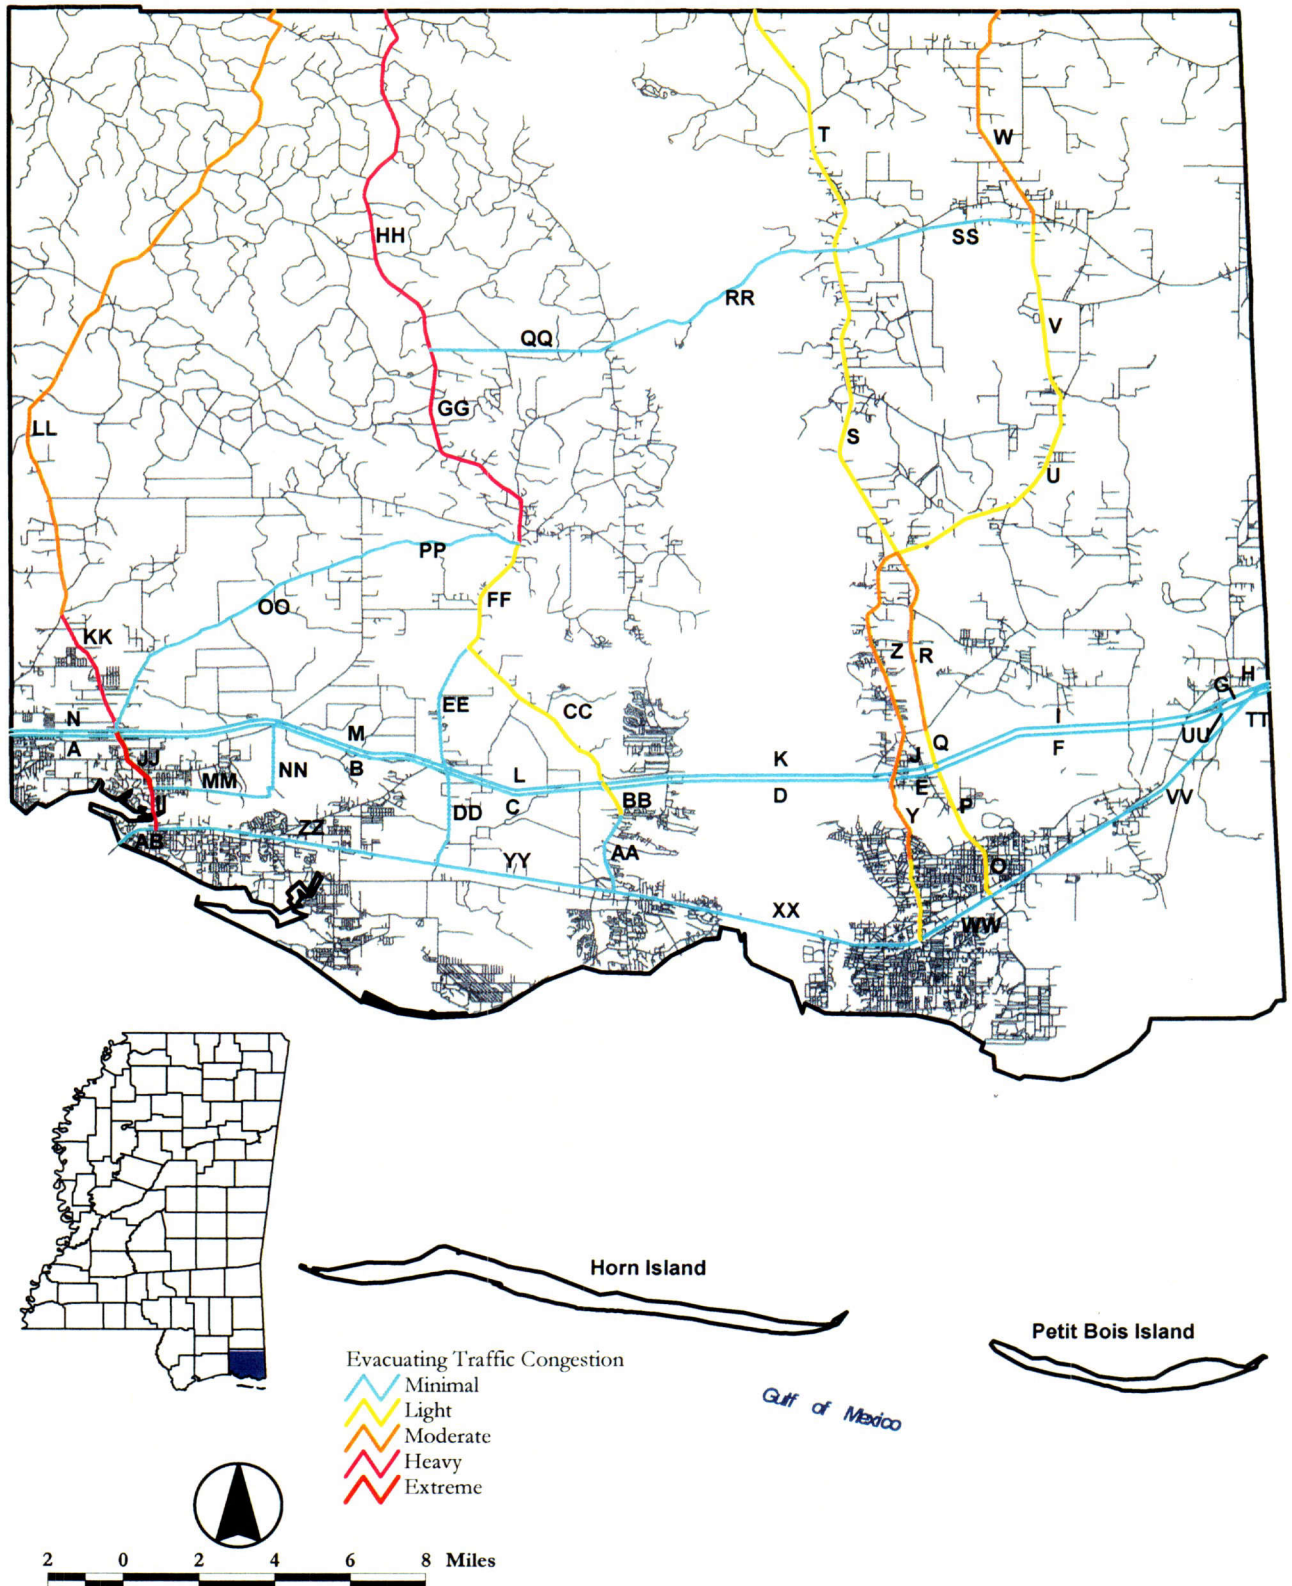 T
W
HH
SS
RR
V
QQ
GG
LL
S
U
PP
FF
OO
KK
Z
R
H
G
EE
CC
N
I
TT
M
UU
A
Q
F
JJ
J
B
NN
L
K
MM
E
D
VV
II
C
BB
P
DD
Y
ZZ
AB
AA
YY
O
XX
WW
Horn Island
Petit Bois Island
Evacuating Traffic Congestion
Minimal
Light
Moderate
Heavy
Extreme
Gulf of Mexico
2 0 2 4 6 8 Miles